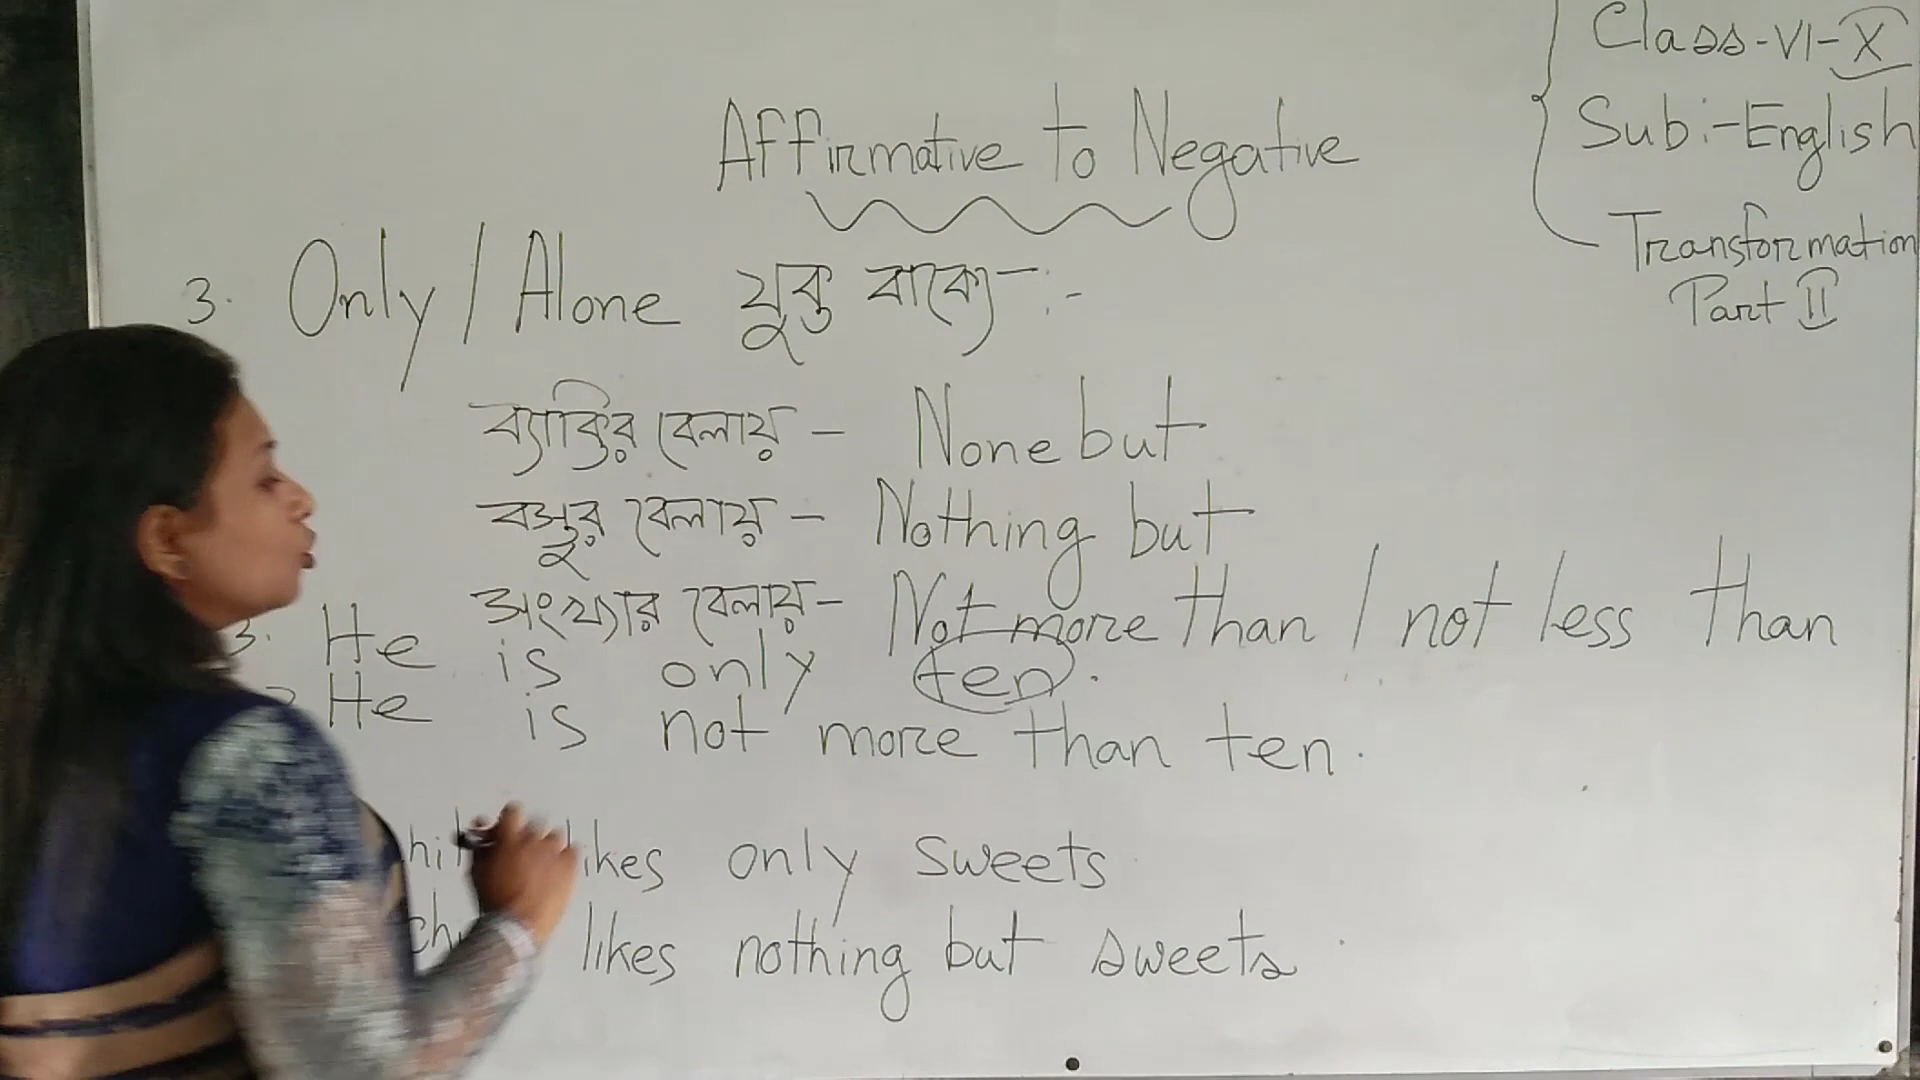 Class-VI-X
Sub:-English
Transformation
Part II
Affirmative to Negative
3. Only / Alone যুক্ত বাক্যে-:-
ব্যাক্তির বেলায় - None but
বস্তুর বেলায় - Nothing but
সংখ্যার বেলায় - Not more than / not less than
3. He is only ten.
He is not more than ten.
likes only sweets
likes nothing but sweets